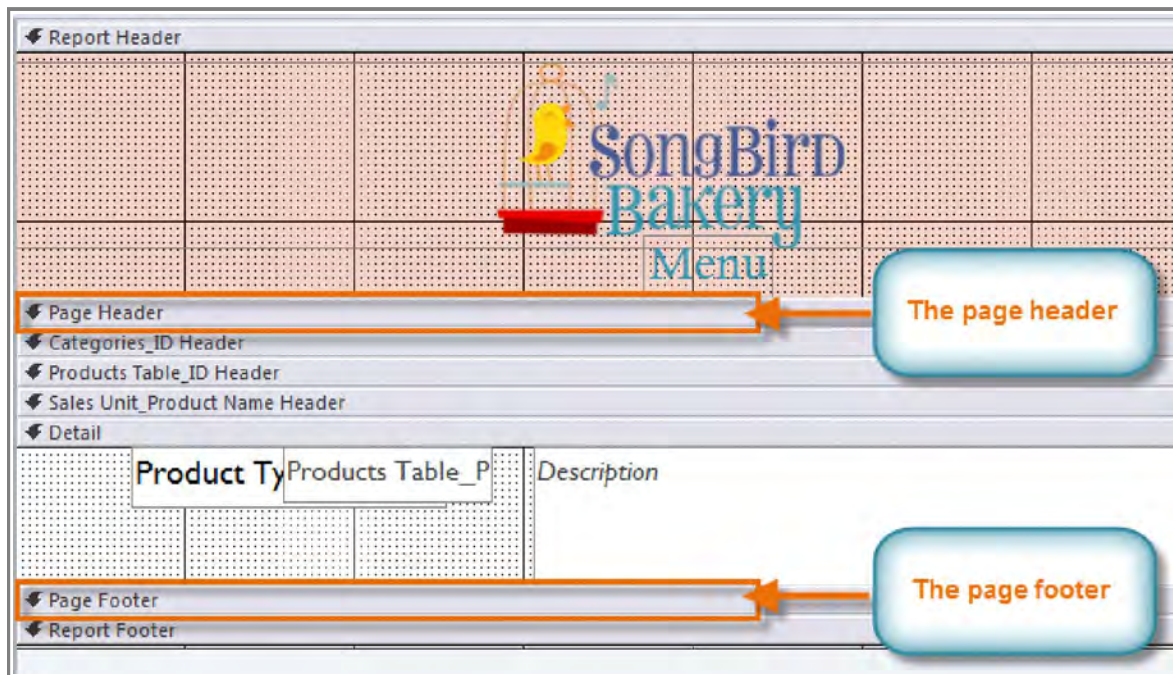 Report Header
SongBird
Bakery
Menu
Page Header
The page header
Categories_ID Header
Products Table_ID Header
Sales Unit_Product Name Header
Detail
Product Ty
Products Table_P
Description
Page Footer
The page footer
Report Footer